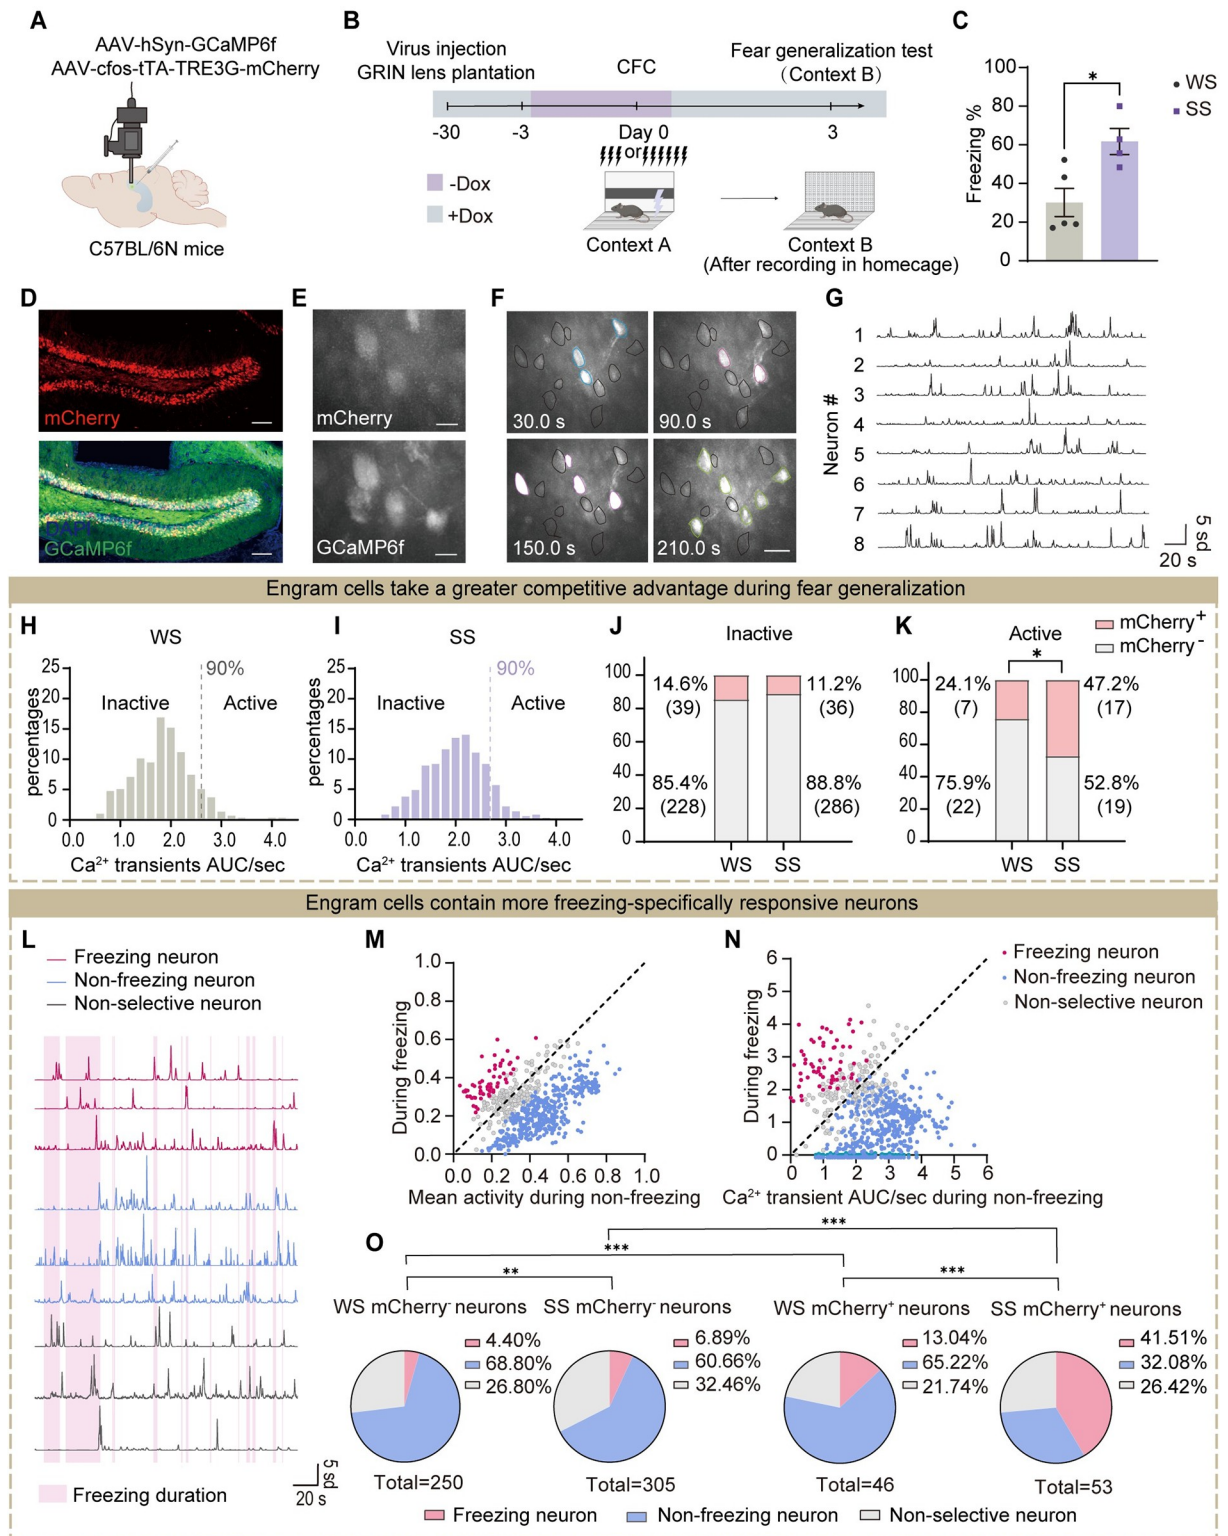 A
AAV-hSyn-GCaMP6f
AAV-cfos-tTA-TRE3G-mCherry
C57BL/6N mice
B
Virus injection
GRIN lens plantation
CFC
Fear generalization test
(Context B)
-30
-3
Day 0
3
or
-Dox
+Dox
Context A
Context B
(After recording in homecage)
C
Freezing %
100
80
60
40
20
0
*
WS
SS
D
mCherry
GCaMP6f
E
mCherry
GCaMP6f
F
30.0 s
90.0 s
150.0 s
210.0 s
G
Neuron #
1
2
3
4
5
6
7
8
5 sd
20 s
Engram cells take a greater competitive advantage during fear generalization
H
WS
90%
Inactive
Active
percentages
25
20
15
10
5
0
0.0 1.0 2.0 3.0 4.0
Ca2+ transients AUC/sec
I
SS
90%
Inactive
Active
percentages
25
20
15
10
5
0
0.0 1.0 2.0 3.0 4.0
Ca2+ transients AUC/sec
J
Inactive
100
80
60
40
20
0
14.6%
(39)
85.4%
(228)
11.2%
(36)
88.8%
(286)
WS SS
K
Active
mCherry+
mCherry-
*
100
80
60
40
20
0
24.1%
(7)
75.9%
(22)
47.2%
(17)
52.8%
(19)
WS SS
Engram cells contain more freezing-specifically responsive neurons
L
Freezing neuron
Non-freezing neuron
Non-selective neuron
5 sd
20 s
Freezing duration
M
During freezing
1.0
0.8
0.6
0.4
0.2
0.0
0.0 0.2 0.4 0.6 0.8 1.0
Mean activity during non-freezing
N
During freezing
6
5
4
3
2
1
0
0 1 2 3 4 5 6
Ca2+ transient AUC/sec during non-freezing
Freezing neuron
Non-freezing neuron
Non-selective neuron
O
***
***
**
***
WS mCherry- neurons
4.40%
68.80%
26.80%
Total=250
SS mCherry- neurons
6.89%
60.66%
32.46%
Total=305
WS mCherry+ neurons
13.04%
65.22%
21.74%
Total=46
SS mCherry+ neurons
41.51%
32.08%
26.42%
Total=53
Freezing neuron
Non-freezing neuron
Non-selective neuron